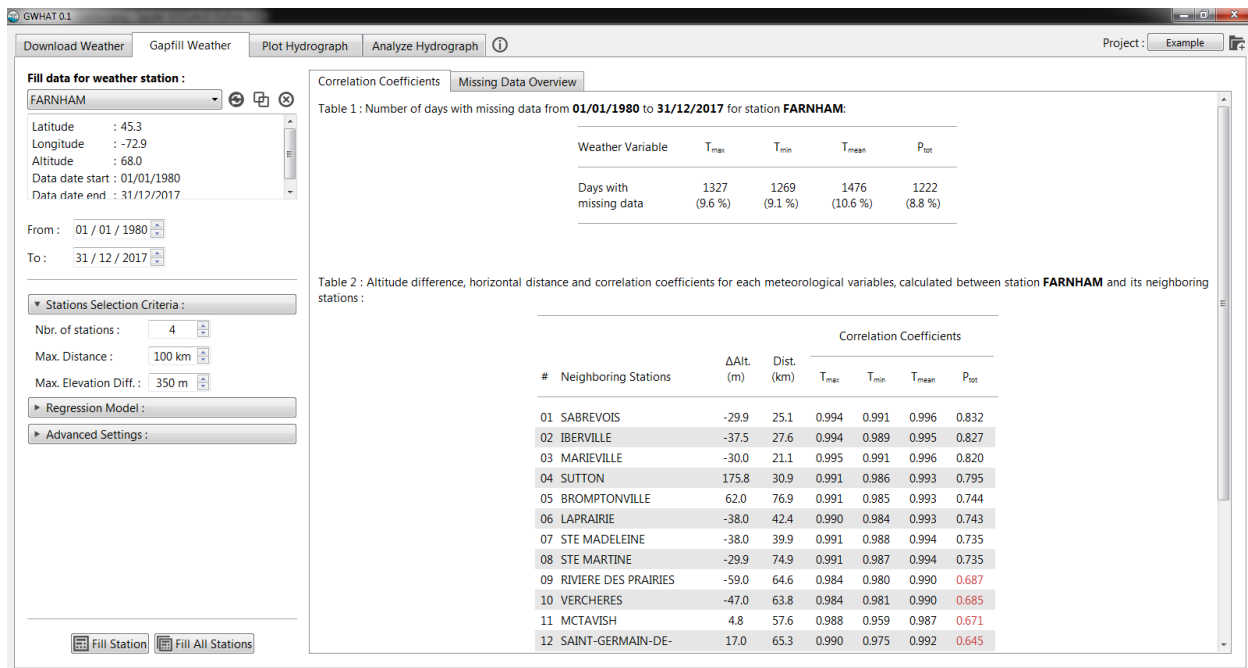 GWHAT 0.1
Download Weather Gapfill Weather Plot Hydrograph Analyze Hydrograph Project : Example
Fill data for weather station :
FARNHAM
Latitude : 45.3
Longitude : -72.9
Altitude : 68.0
Data date start : 01/01/1980
Data date end : 31/12/2017
From : 01 / 01 / 1980
To : 31 / 12 / 2017
Stations Selection Criteria :
Nbr. of stations : 4
Max. Distance : 100 km
Max. Elevation Diff. : 350 m
Regression Model :
Advanced Settings :
Fill Station Fill All Stations
Correlation Coefficients Missing Data Overview
Table 1 : Number of days with missing data from 01/01/1980 to 31/12/2017 for station FARNHAM:
Weather Variable Tmax Tmin Tmean Ptot
Days with 1327 1269 1476 1222
missing data (9.6 %) (9.1 %) (10.6 %) (8.8 %)
Table 2 : Altitude difference, horizontal distance and correlation coefficients for each meteorological variables, calculated between station FARNHAM and its neighboring
stations :
Correlation Coefficients
ΔAlt. Dist.
# Neighboring Stations (m) (km) Tmax Tmin Tmean Ptot
01 SABREVOIS -29.9 25.1 0.994 0.991 0.996 0.832
02 IBERVILLE -37.5 27.6 0.994 0.989 0.995 0.827
03 MARIEVILLE -30.0 21.1 0.995 0.991 0.996 0.820
04 SUTTON 175.8 30.9 0.991 0.986 0.993 0.795
05 BROMPTONVILLE 62.0 76.9 0.991 0.985 0.993 0.744
06 LAPRAIRIE -38.0 42.4 0.990 0.984 0.993 0.743
07 STE MADELEINE -38.0 39.9 0.991 0.988 0.994 0.735
08 STE MARTINE -29.9 74.9 0.991 0.987 0.994 0.735
09 RIVIERE DES PRAIRIES -59.0 64.6 0.984 0.980 0.990 0.687
10 VERCHERES -47.0 63.8 0.984 0.981 0.990 0.685
11 MCTAVISH 4.8 57.6 0.988 0.959 0.987 0.671
12 SAINT-GERMAIN-DE- 17.0 65.3 0.990 0.975 0.992 0.645